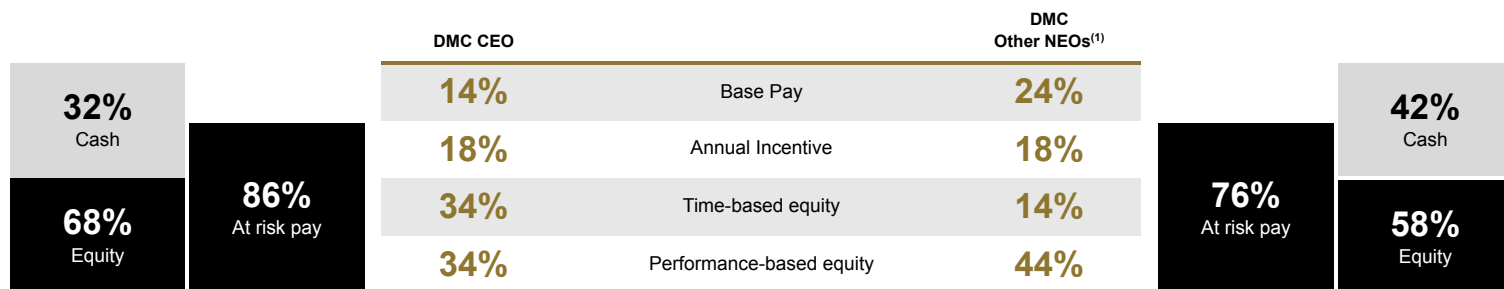 DMC CEO
DMC
Other NEOs(1)
32%
Cash
68%
Equity
86%
At risk pay
14% Base Pay 24%
18% Annual Incentive 18%
34% Time-based equity 14%
34% Performance-based equity 44%
76%
At risk pay
42%
Cash
58%
Equity